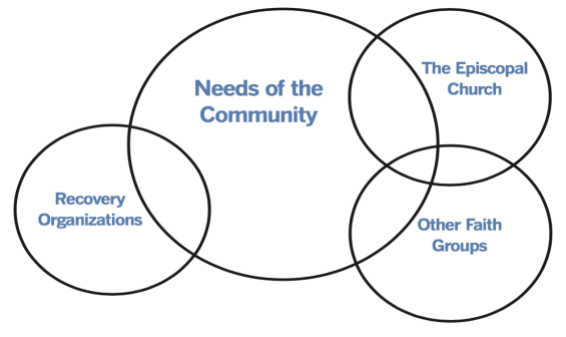 Needs of the
Community
The Episcopal
Church
Recovery
Organizations
Other Faith
Groups